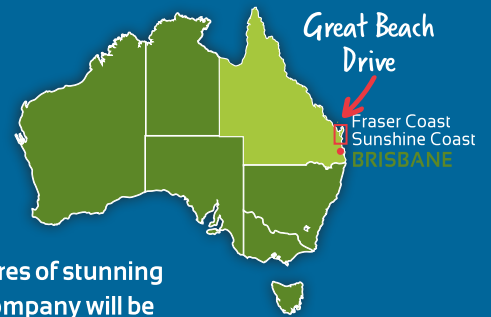 Great Beach
Drive
Fraser Coast
Sunshine Coast
BRISBANE
res of stunning
ompany will be